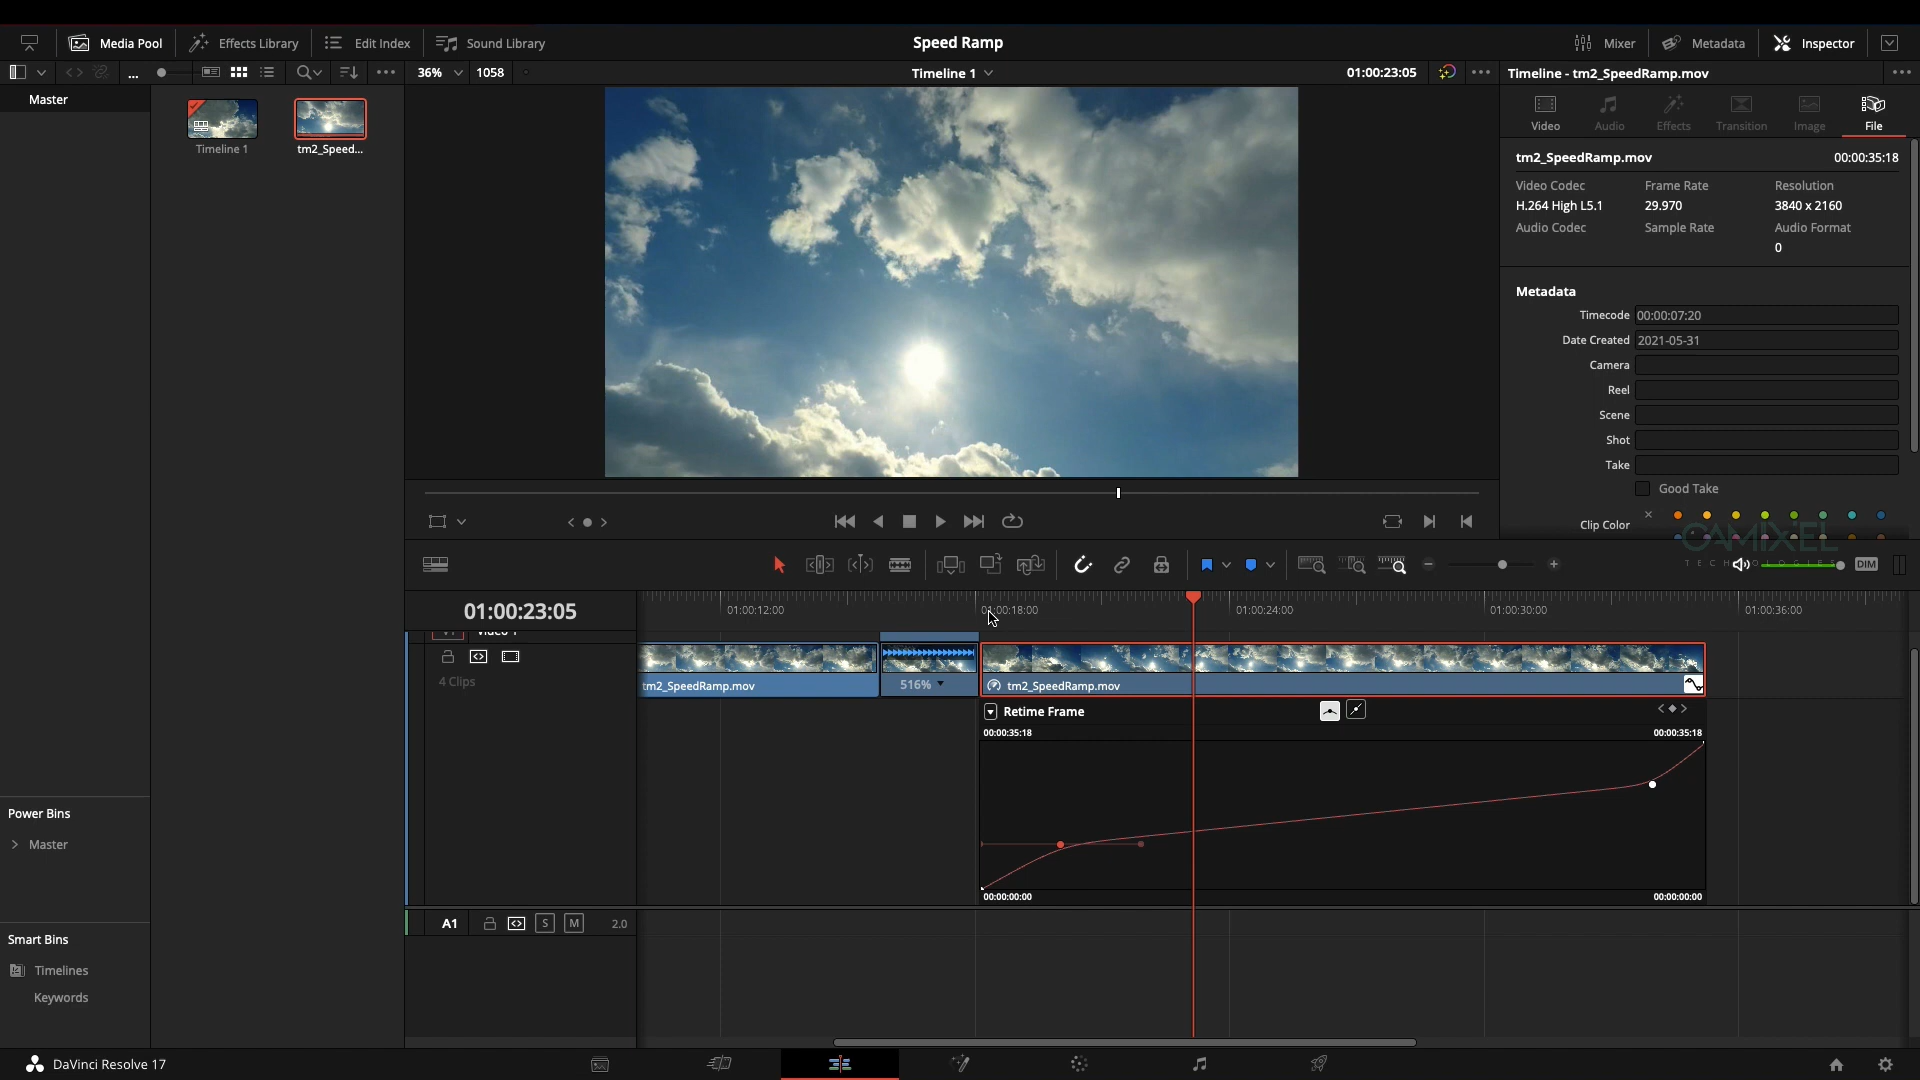 Media Pool
Effects Library
Edit Index
Sound Library
Speed Ramp
Mixer
Metadata
Inspector
...
36%
1058
Timeline 1
01:00:23:05
Timeline - tm2_SpeedRamp.mov
Master
Timeline 1
tm2_Speed...
Video
Audio
Effects
Transition
Image
File
tm2_SpeedRamp.mov
00:00:35:18
Video Codec
Frame Rate
Resolution
H.264 High L5.1
29.970
3840 x 2160
Audio Codec
Sample Rate
Audio Format
0
Metadata
Timecode
00:00:07:20
Date Created
2021-05-31
Camera
Reel
Scene
Shot
Take
Good Take
Clip Color
CAMIXEL
DIM
01:00:23:05
01:00:12:00
01:00:18:00
01:00:24:00
01:00:30:00
01:00:36:00
4 Clips
tm2_SpeedRamp.mov
516%
tm2_SpeedRamp.mov
Retime Frame
00:00:35:18
00:00:35:18
00:00:00:00
00:00:00:00
Power Bins
Master
A1
S
M
2.0
Smart Bins
Timelines
Keywords
DaVinci Resolve 17